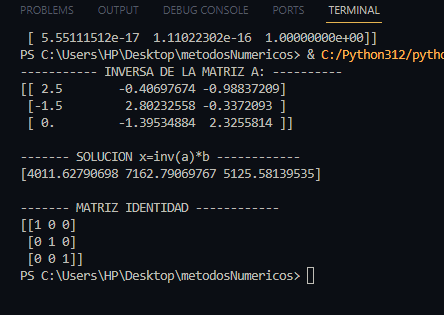 PROBLEMS OUTPUT DEBUG CONSOLE PORTS TERMINAL
[ 5.55111512e-17 1.11022302e-16 1.00000000e+00]]
PS C:\Users\HP\Desktop\metodosNumericos> & C:/Python312/pytho
----------- INVERSA DE LA MATRIZ A: ----------
[[ 2.5 -0.40697674 -0.98837209]
[-1.5 2.80232558 -0.3372093 ]
[ 0. -1.39534884 2.3255814 ]]
------- SOLUCION x=inv(a)*b ------------
[4011.62790698 7162.79069767 5125.58139535]
------- MATRIZ IDENTIDAD ------------
[[1 0 0]
[0 1 0]
[0 0 1]]
PS C:\Users\HP\Desktop\metodosNumericos>